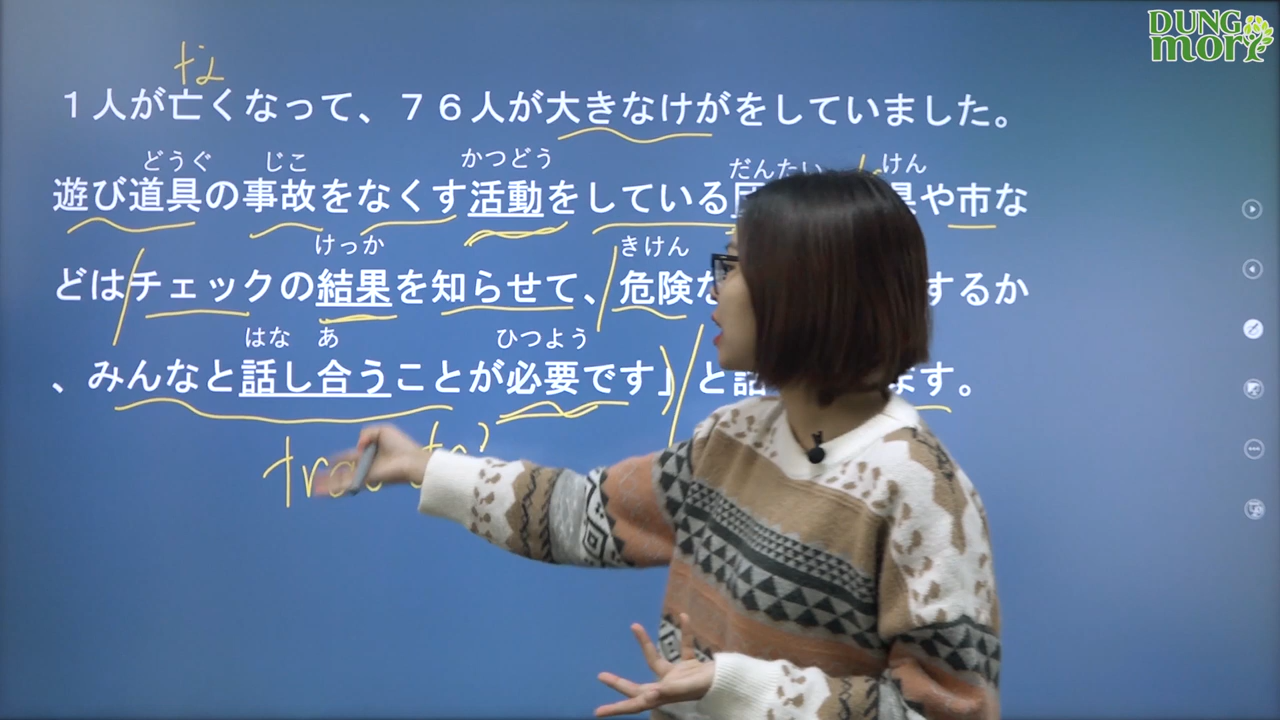 DUNG
mori
な
１人が亡くなって、７６人が大きなけがをしていました。
どうぐ じこ かつどう だんたい けん
遊び道具の事故をなくす活動をしている や市な
けっか きけん
どはチェックの結果を知らせて、危険な するか
はな あ ひつよう
、みんなと話し合うことが必要です」と話 ます。